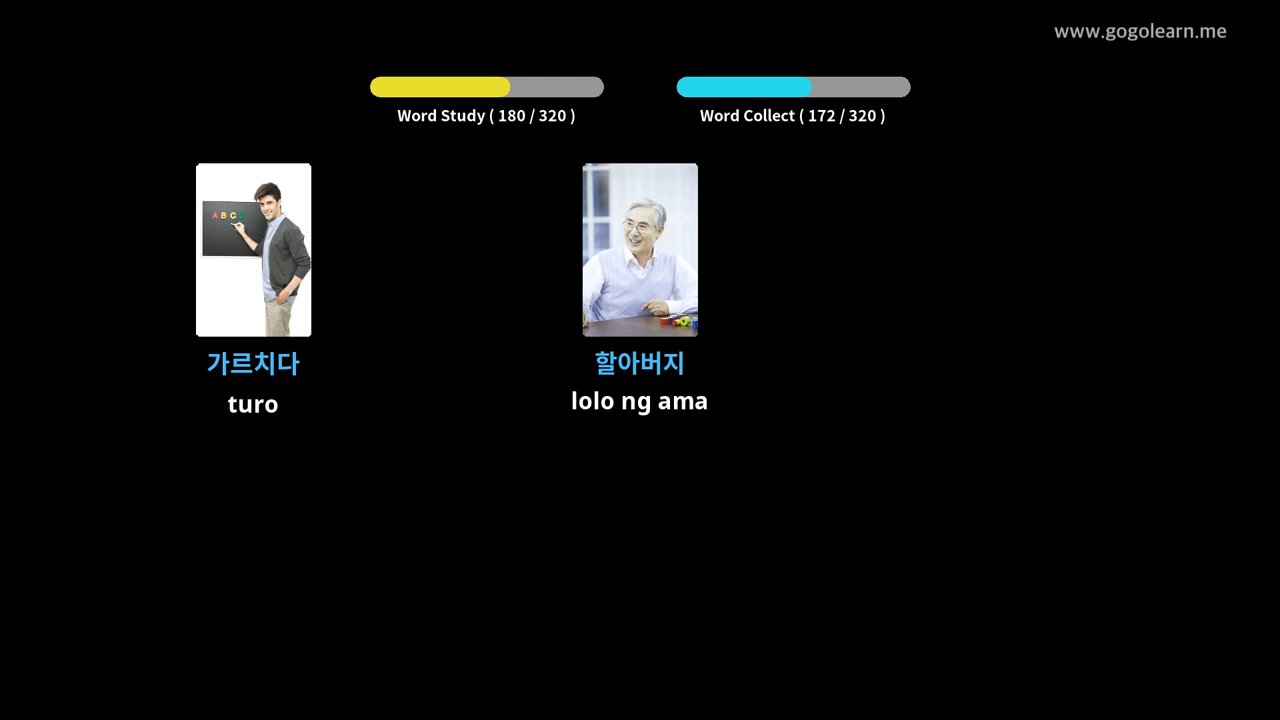 www.gogolearn.me
Word Study ( 180 / 320 )
Word Collect ( 172 / 320 )
A B C D
가르치다
turo
할아버지
lolo ng ama